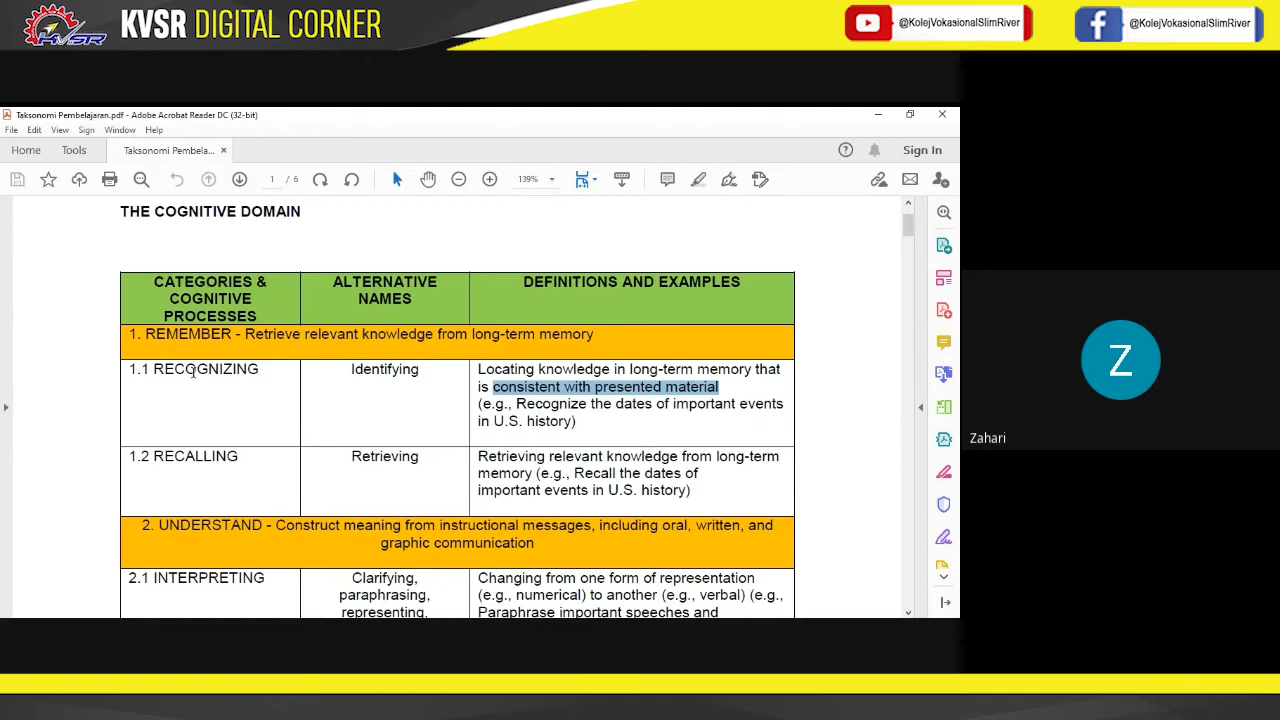 KVSR
KVSR DIGITAL CORNER
@KolejVokasionalSlimRiver
@KolejVokasionalSlimRiver
Taksonomi Pembelajaran.pdf - Adobe Acrobat Reader DC (32-bit)
File Edit View Sign Window Help
Home Tools Taksonomi Pembela... × Sign In
1 / 6 139%
THE COGNITIVE DOMAIN
CATEGORIES &
COGNITIVE
PROCESSES
ALTERNATIVE
NAMES
DEFINITIONS AND EXAMPLES
1. REMEMBER - Retrieve relevant knowledge from long-term memory
1.1 RECOGNIZING
Identifying
Locating knowledge in long-term memory that
is consistent with presented material
(e.g., Recognize the dates of important events
in U.S. history)
1.2 RECALLING
Retrieving
Retrieving relevant knowledge from long-term
memory (e.g., Recall the dates of
important events in U.S. history)
2. UNDERSTAND - Construct meaning from instructional messages, including oral, written, and
graphic communication
2.1 INTERPRETING
Clarifying,
paraphrasing,
representing,
Changing from one form of representation
(e.g., numerical) to another (e.g., verbal) (e.g.,
Paraphrase important speeches and
Z
Zahari